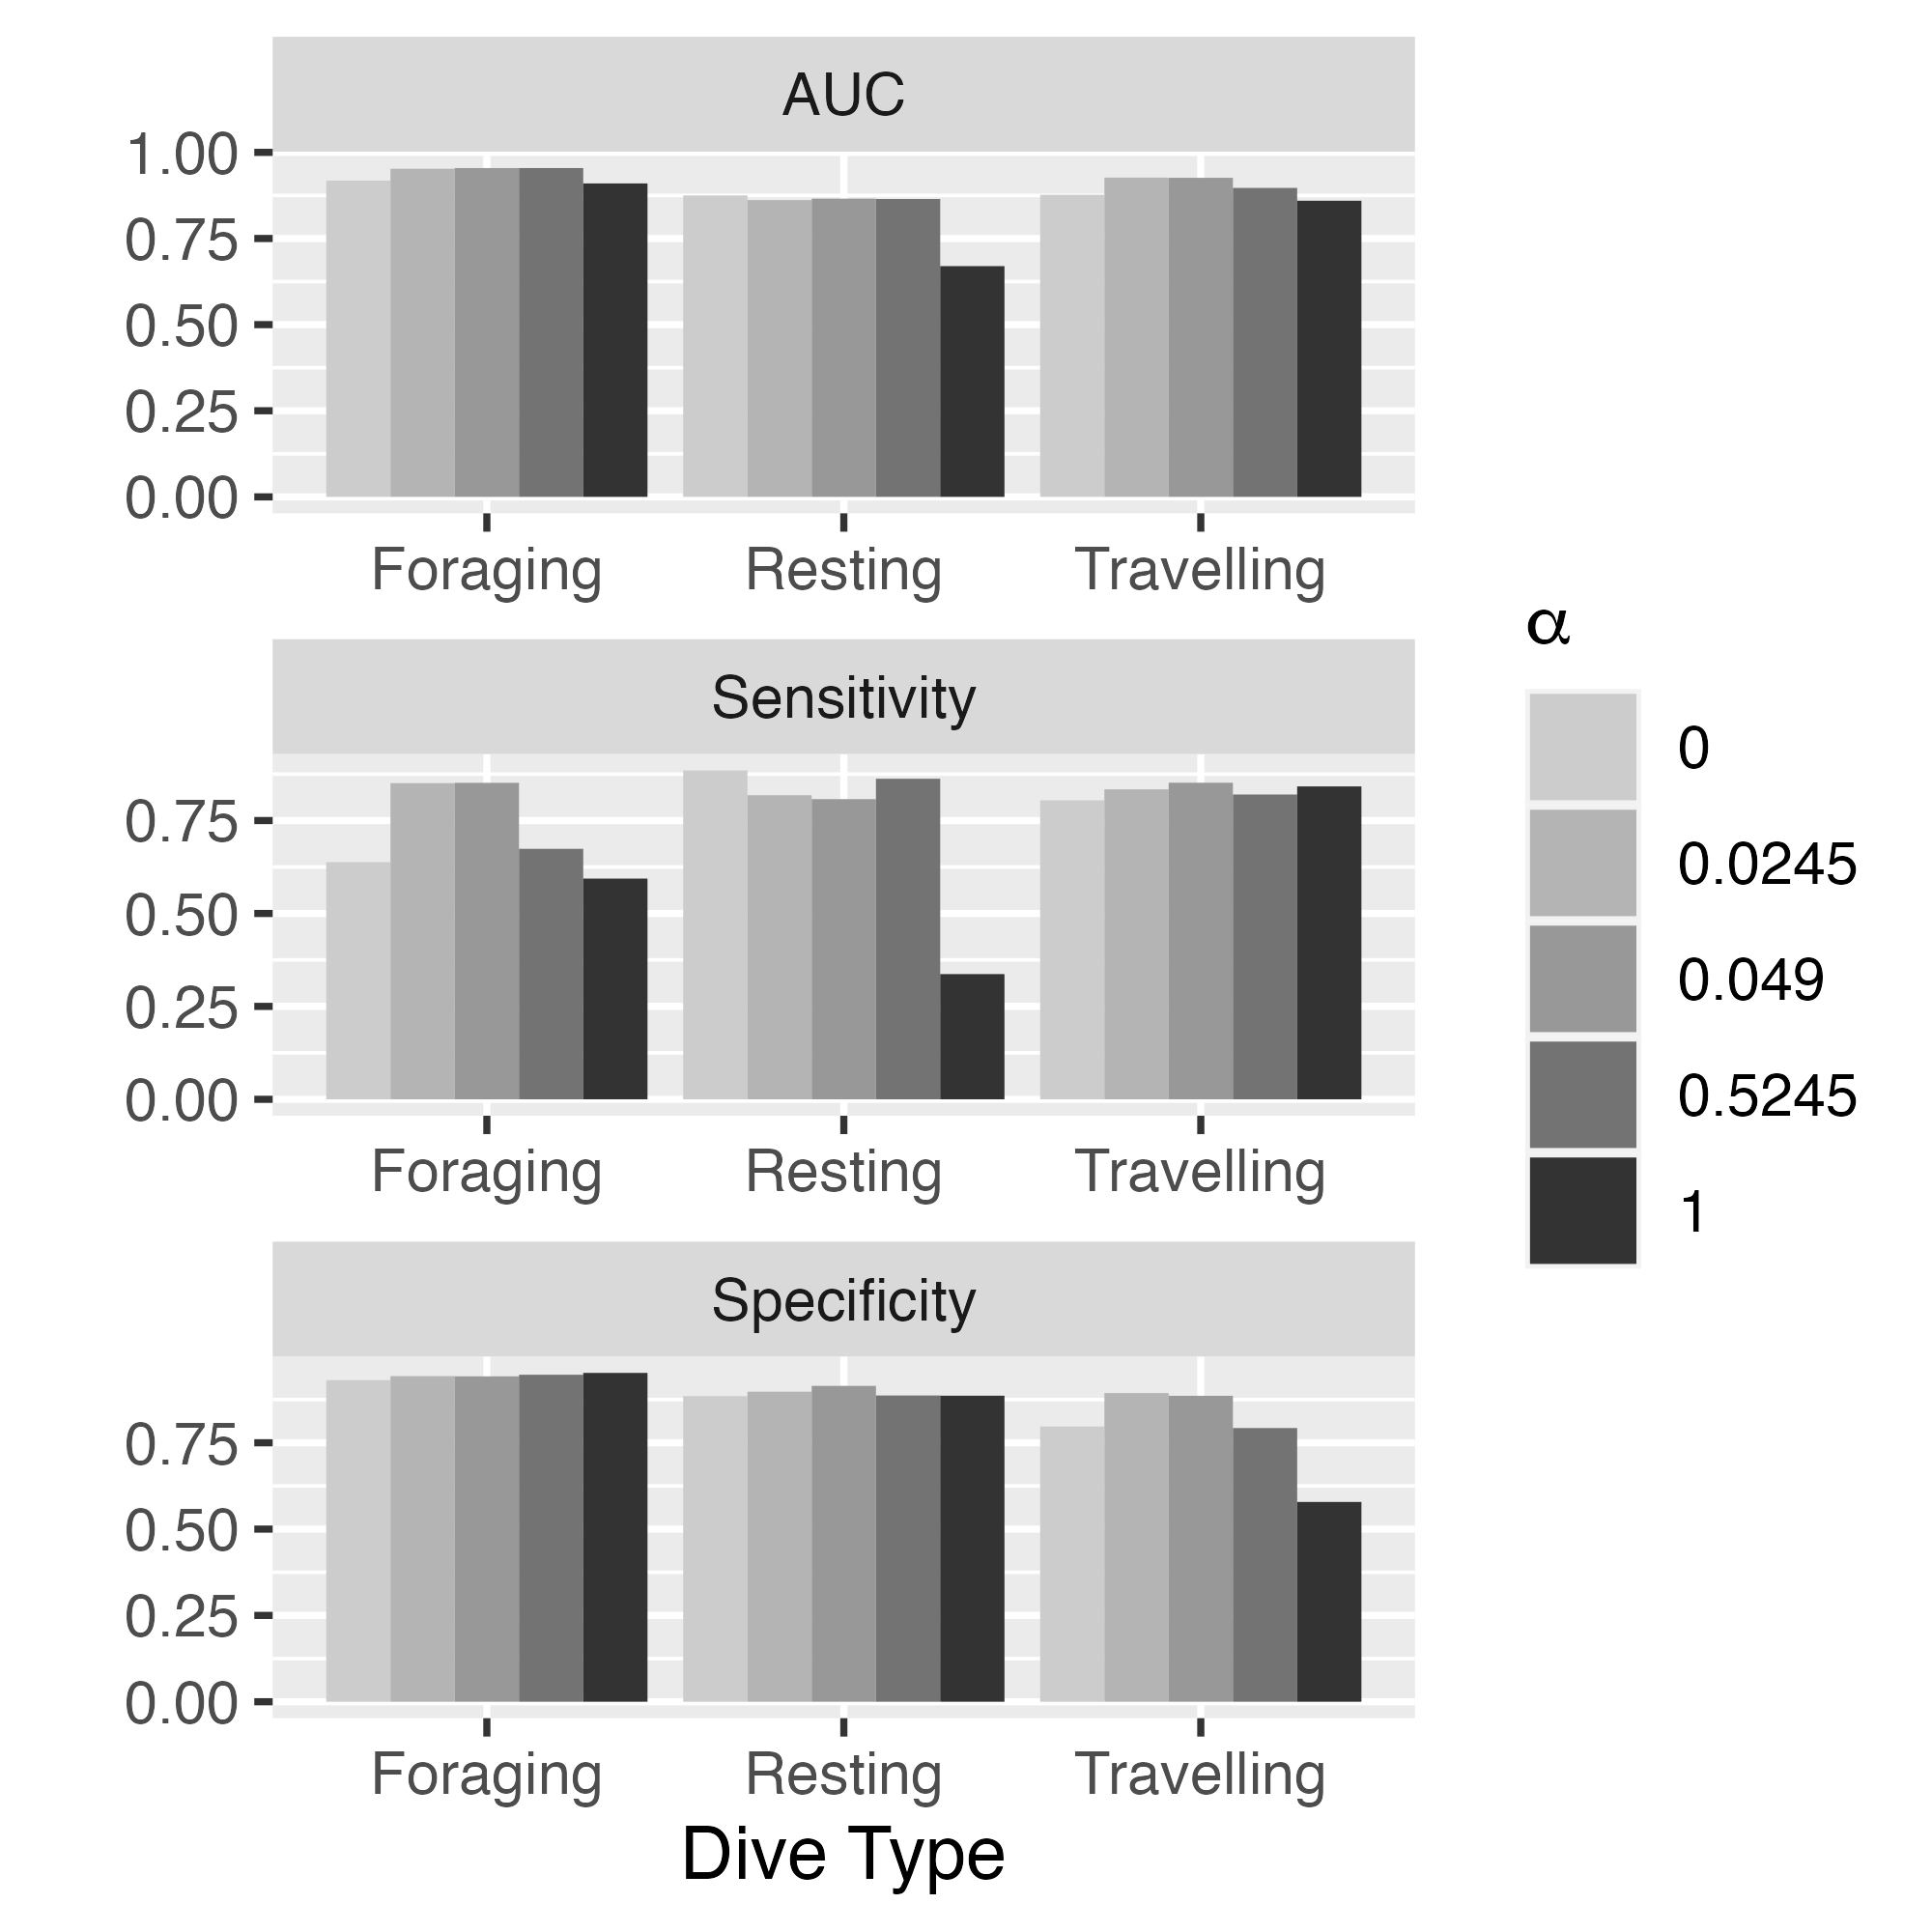 AUC
1.00
0.75
0.50
0.25
0.00
Foraging Resting Travelling
Sensitivity
0.75
0.50
0.25
0.00
Foraging Resting Travelling
Specificity
0.75
0.50
0.25
0.00
Foraging Resting Travelling
Dive Type
α
0
0.0245
0.049
0.5245
1